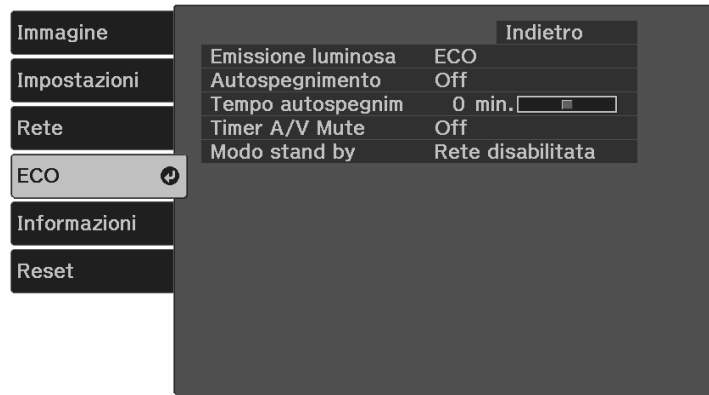 Immagine
Impostazioni
Rete
ECO
Informazioni
Reset
Indietro
Emissione luminosa ECO
Autospegnimento Off
Tempo autospegnim 0 min.
Timer A/V Mute Off
Modo stand by Rete disabilitata